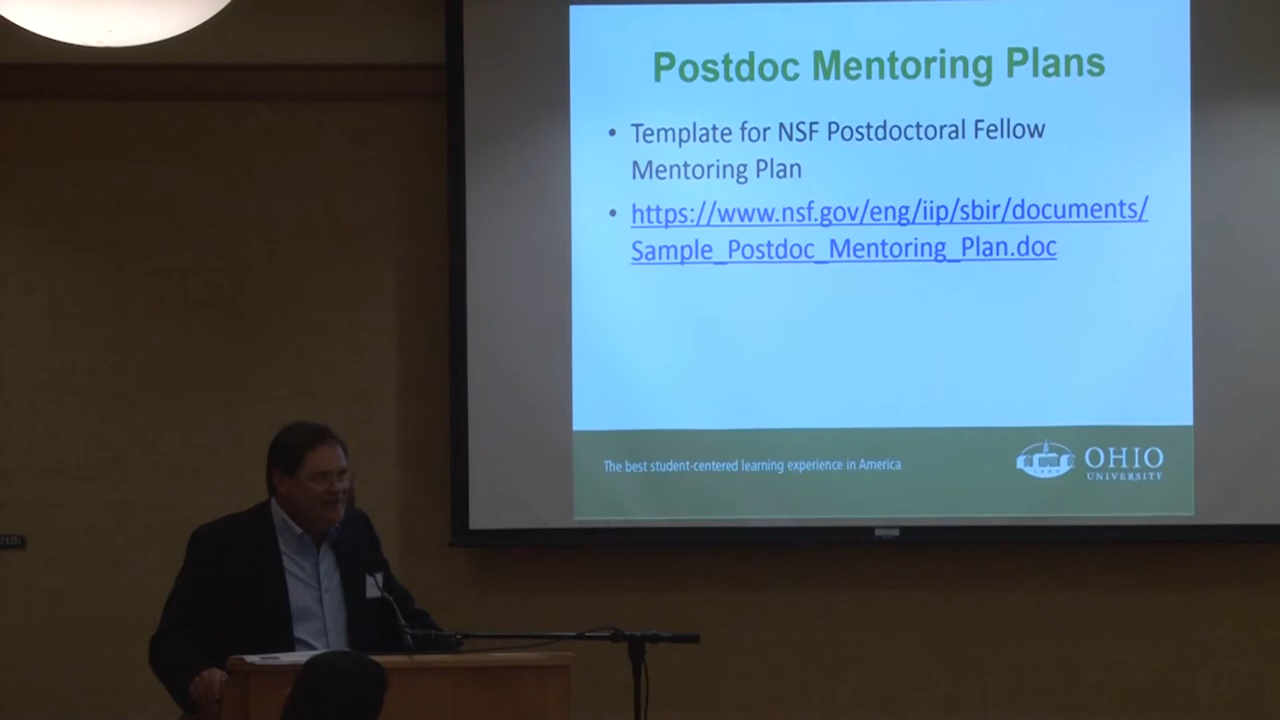 Postdoc Mentoring Plans
• Template for NSF Postdoctoral Fellow
Mentoring Plan
• https://www.nsf.gov/eng/iip/sbir/documents/
Sample_Postdoc_Mentoring_Plan.doc
The best student-centered learning experience in America
OHIO
UNIVERSITY